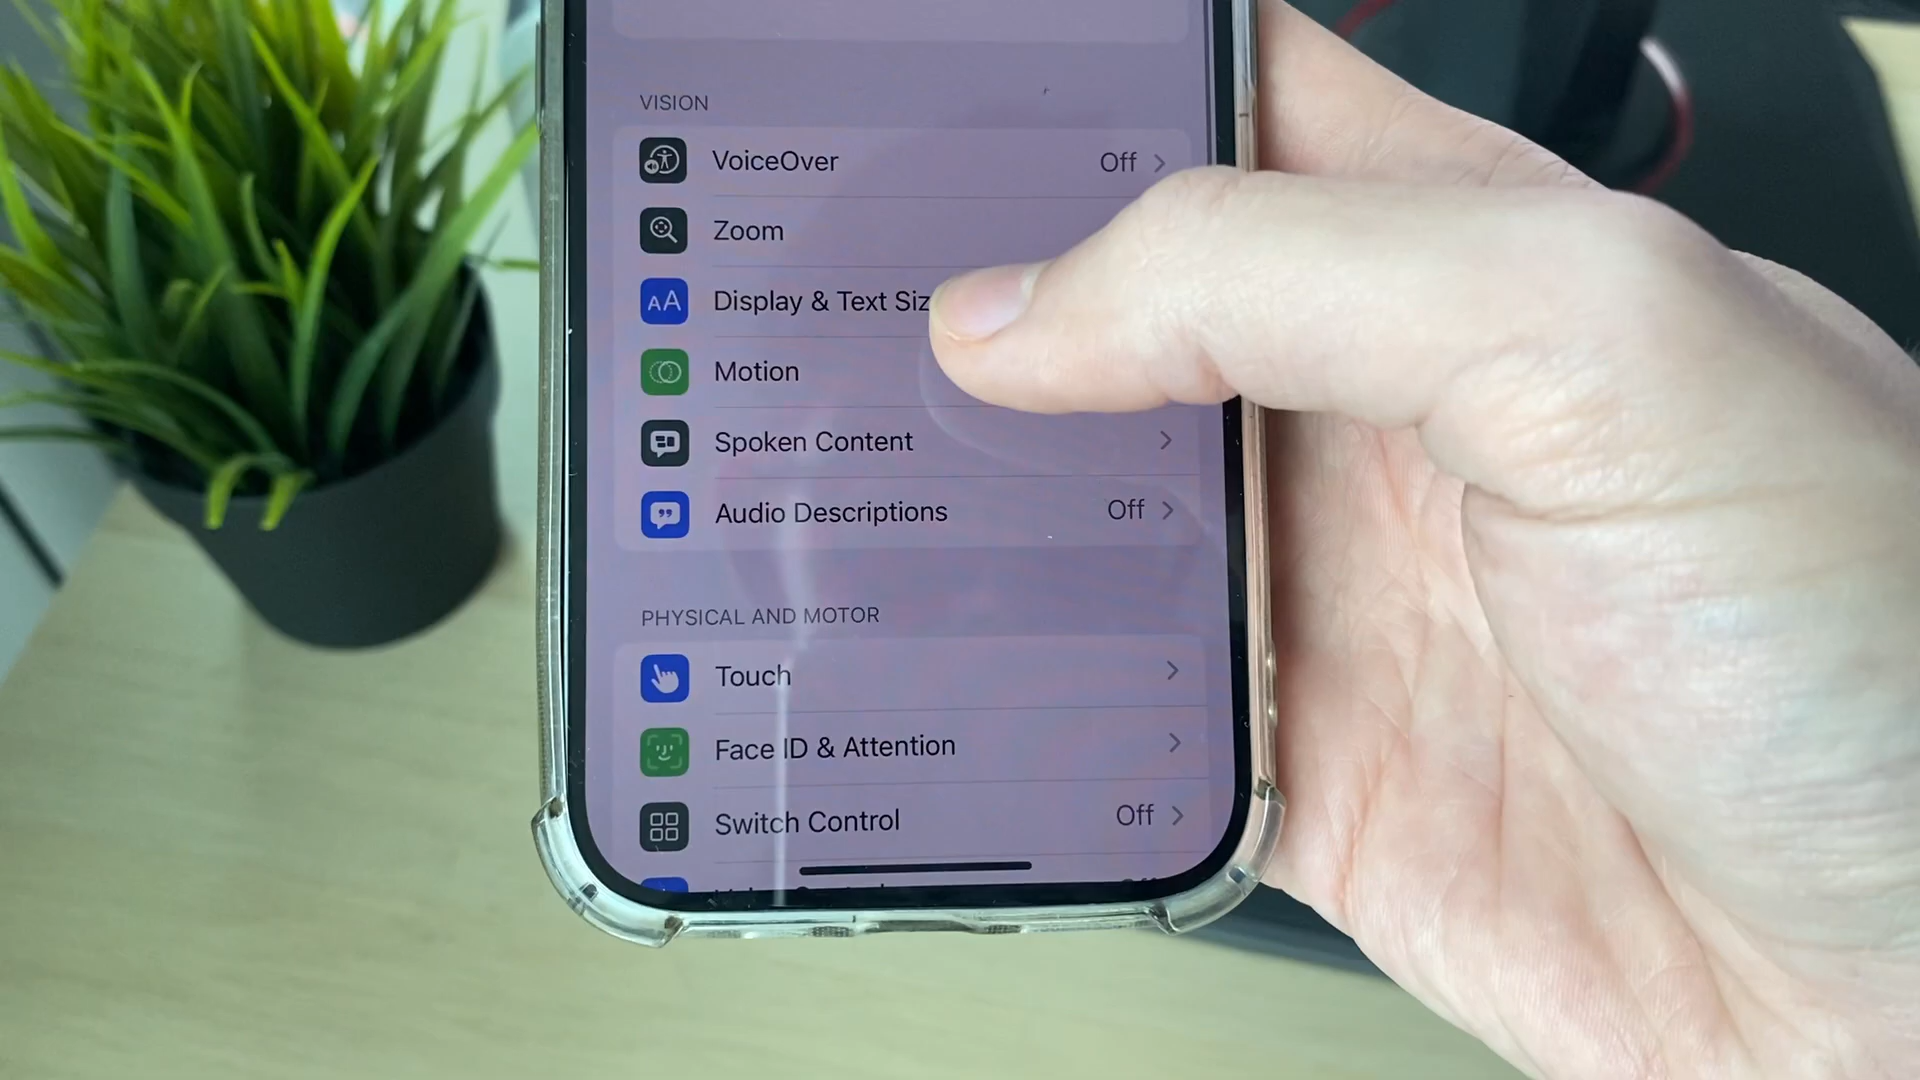 VISION
VoiceOver Off
Zoom
AA Display & Text Siz
Motion
Spoken Content
Audio Descriptions Off
PHYSICAL AND MOTOR
Touch
Face ID & Attention
Switch Control Off